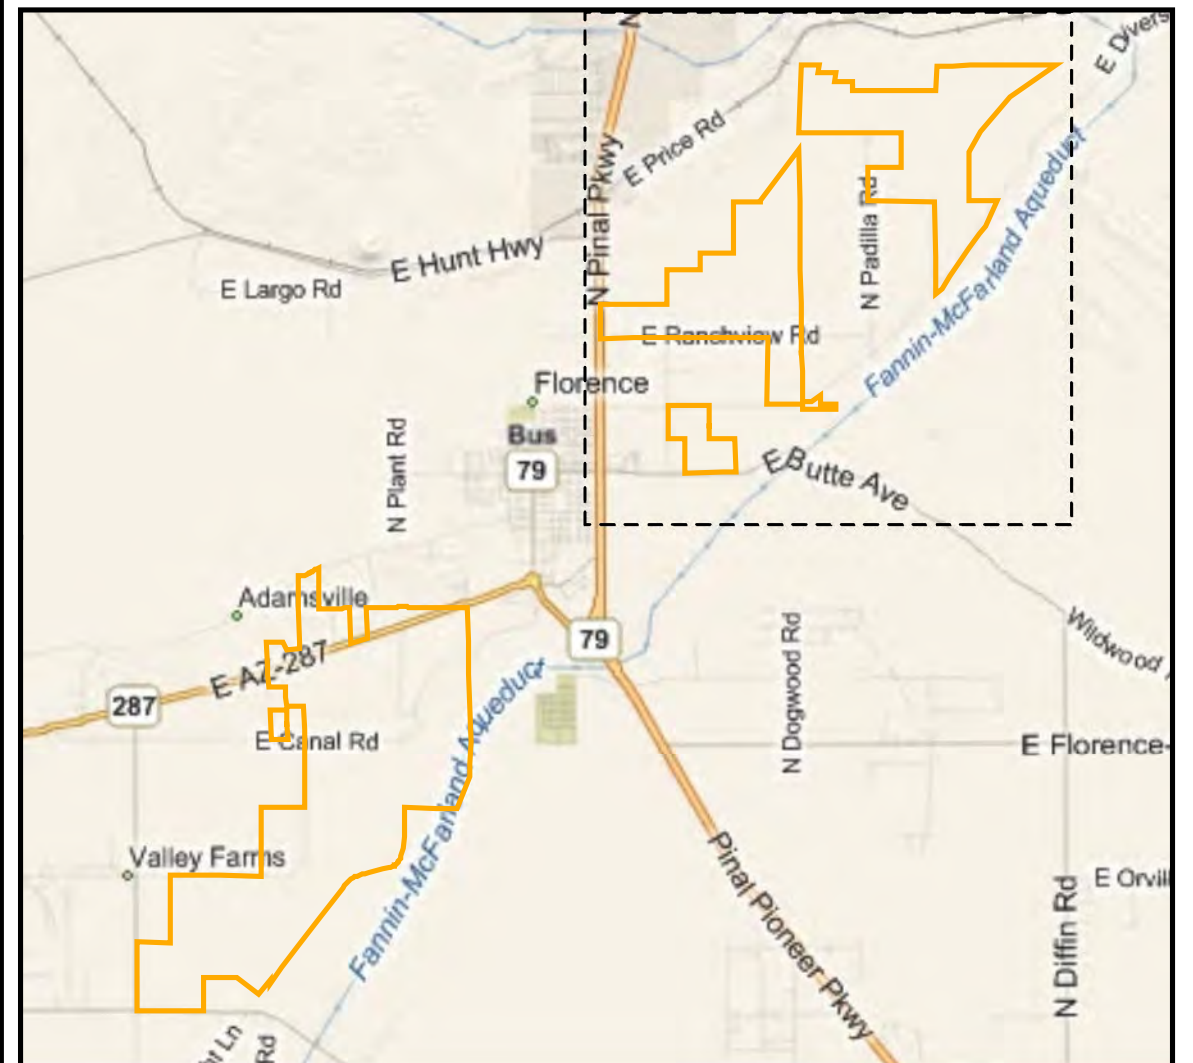 N
E Divers
E Price Rd
N Pinal Pkwy
Fannin-McFarland Aqueduct
N Padilla Rd
E Hunt Hwy
E Largo Rd
E Ranchview Rd
Florence
Bus
79
N Plant Rd
E Butte Ave
Adamsville
79
Wildwood
N Dogwood Rd
E AZ-287
287
E Canal Rd
Fannin-McFarland Aqueduct
E Florence-
Valley Farms
Pinal Pioneer Pkwy
E Orvil
N Diffin Rd
ht Ln
Rd